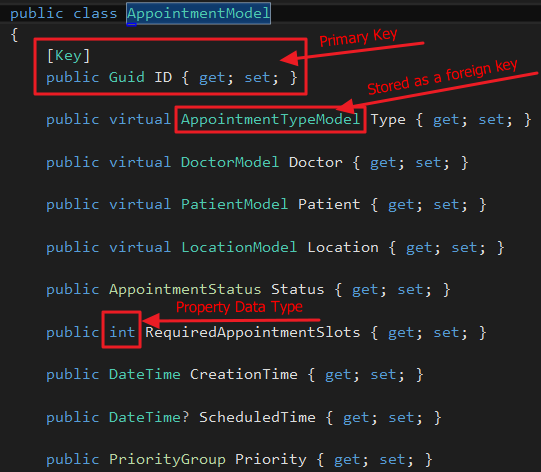 public class AppointmentModel
{
Primary Key
[Key]
public Guid ID { get; set; }
Stored as a foreign key
public virtual AppointmentTypeModel Type { get; set; }
public virtual DoctorModel Doctor { get; set; }
public virtual PatientModel Patient { get; set; }
public virtual LocationModel Location { get; set; }
public AppointmentStatus Status { get; set; }
Property Data Type
public int RequiredAppointmentSlots { get; set; }
public DateTime CreationTime { get; set; }
public DateTime? ScheduledTime { get; set; }
public PriorityGroup Priority { get; set; }